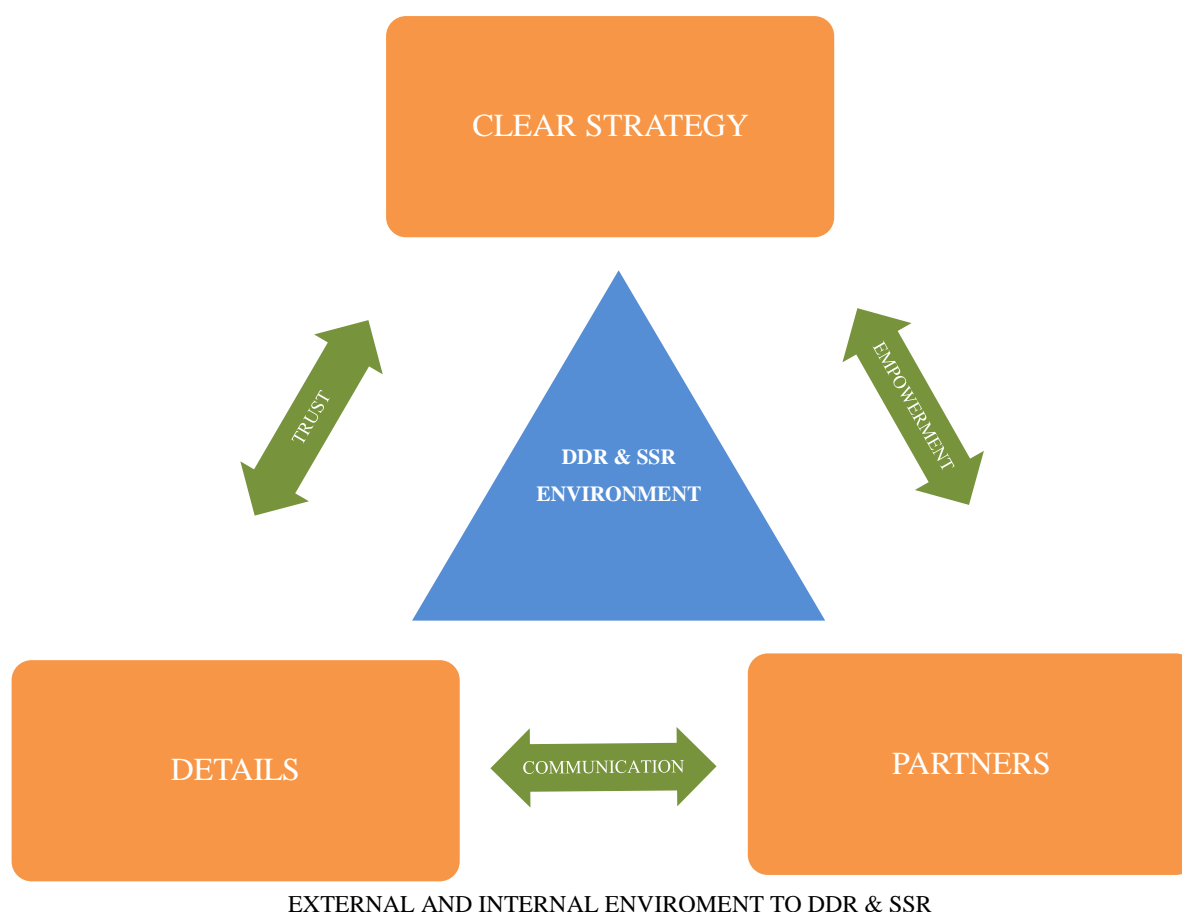 CLEAR STRATEGY
TRUST
EMPOWERMENT
DDR & SSR
ENVIRONMENT
DETAILS
COMMUNICATION
PARTNERS
EXTERNAL AND INTERNAL ENVIROMENT TO DDR & SSR